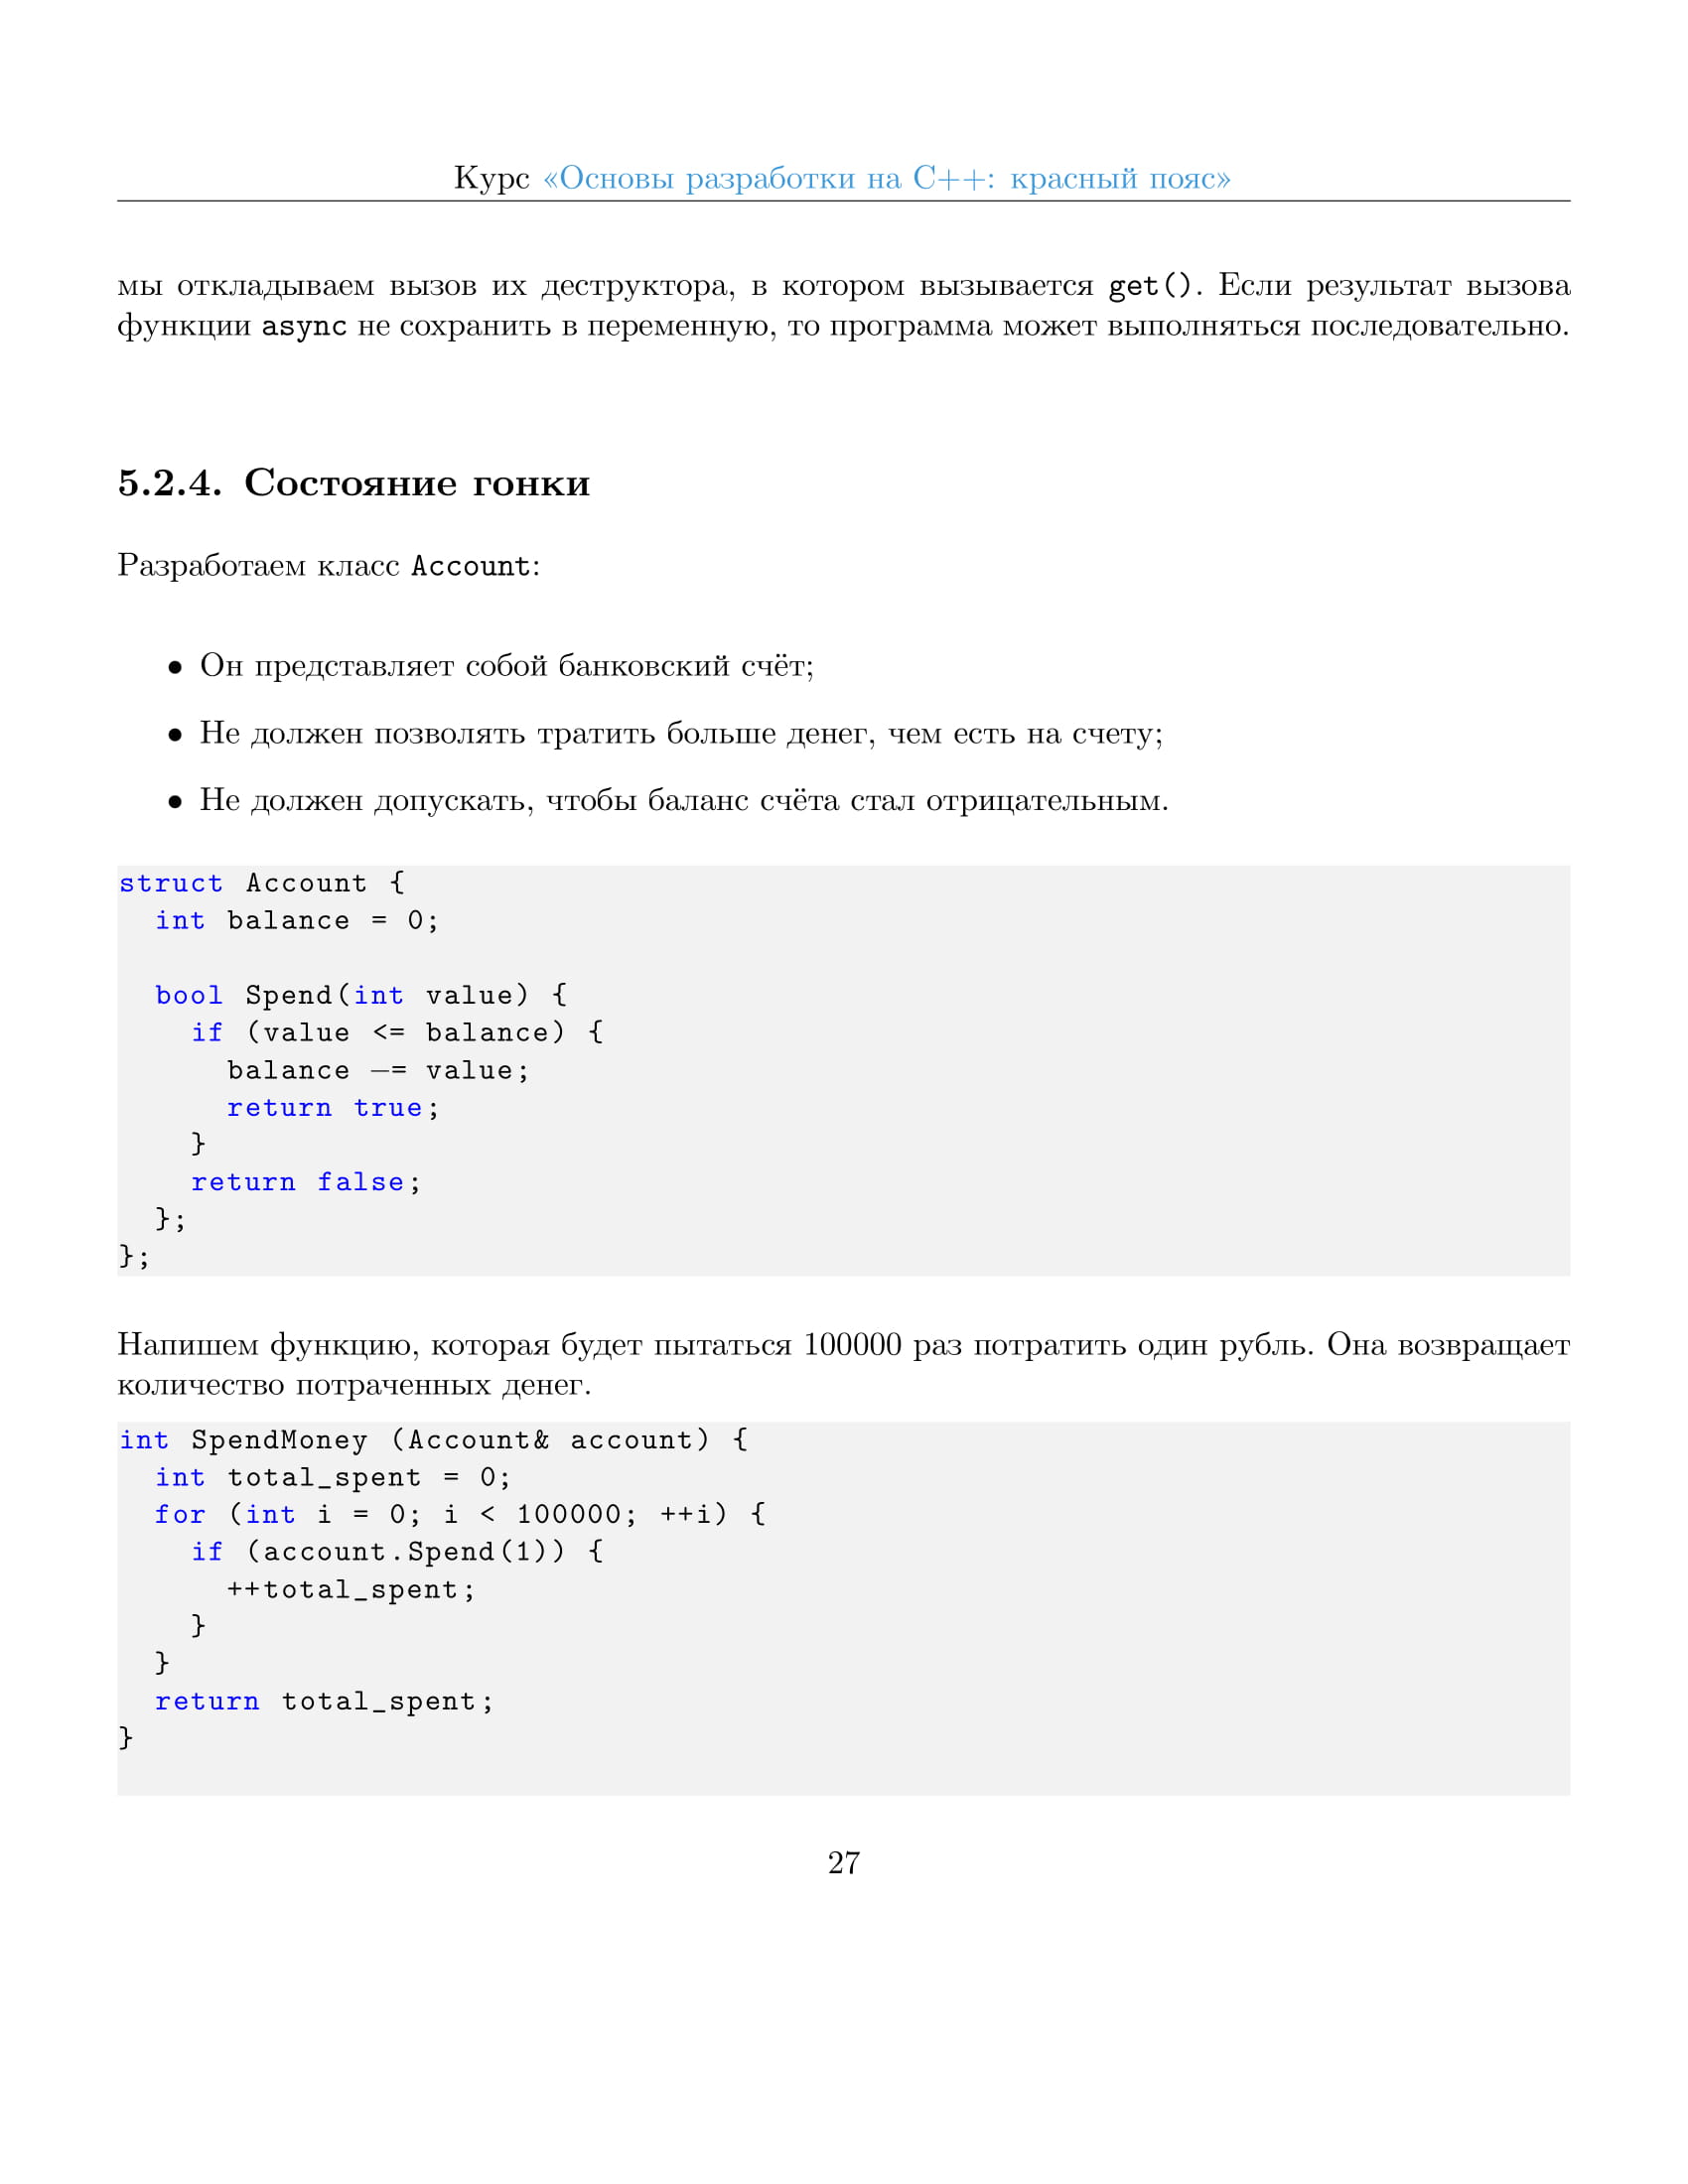 Курс «Основы разработки на C++: красный пояс»
мы откладываем вызов их деструктора, в котором вызывается get(). Если результат вызова
функции async не сохранить в переменную, то программа может выполняться последовательно.
5.2.4. Состояние гонки
Разработаем класс Account:
• Он представляет собой банковский счёт;
• Не должен позволять тратить больше денег, чем есть на счету;
• Не должен допускать, чтобы баланс счёта стал отрицательным.
struct Account {
  int balance = 0;
  bool Spend(int value) {
    if (value <= balance) {
      balance −= value;
      return true;
    }
    return false;
  };
};
Напишем функцию, которая будет пытаться 100000 раз потратить один рубль. Она возвращает
количество потраченных денег.
int SpendMoney (Account& account) {
  int total_spent = 0;
  for (int i = 0; i < 100000; ++i) {
    if (account.Spend(1)) {
      ++total_spent;
    }
  }
  return total_spent;
}
27